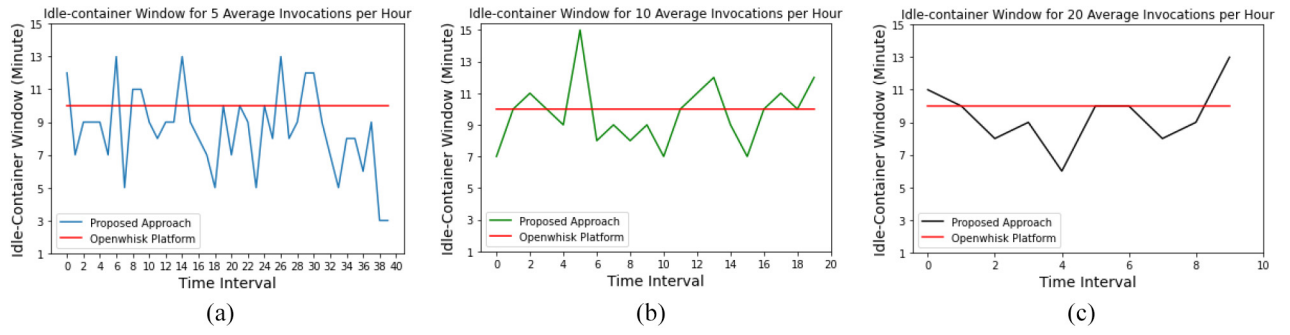 Idle-container Window for 5 Average Invocations per Hour
Idle-Container Window (Minute)
15
13
11
9
7
5
3
1
Proposed Approach
Openwhisk Platform
0 2 4 6 8 10 12 14 16 18 20 22 24 26 28 30 32 34 36 38 40
Time Interval
(a)
Idle-container Window for 10 Average Invocations per Hour
Idle-Container Window (Minute)
15
13
11
9
7
5
3
1
Proposed Approach
Openwhisk Platform
0 2 4 6 8 10 12 14 16 18 20
Time Interval
(b)
Idle-container Window for 20 Average Invocations per Hour
Idle-Container Window (Minute)
15
13
11
9
7
5
3
1
Proposed Approach
Openwhisk Platform
0 2 4 6 8 10
Time Interval
(c)